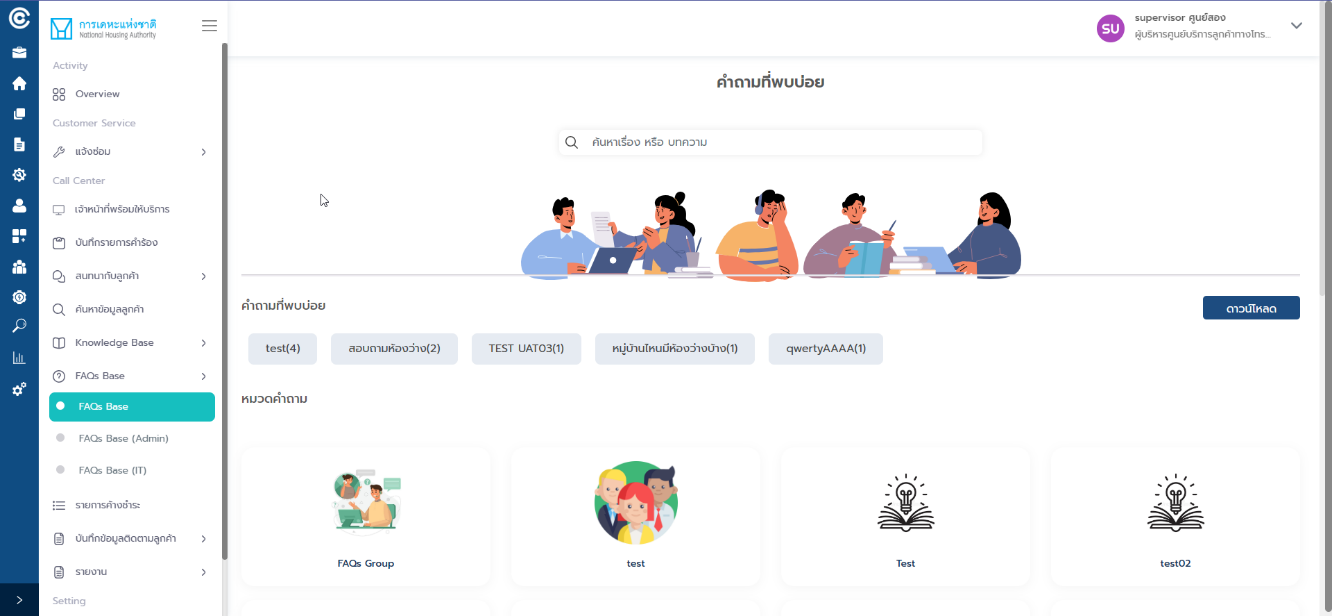 การเคหะแห่งชาติ
National Housing Authority
Activity
Overview
Customer Service
แจ้งซ่อม
Call Center
เจ้าหน้าที่พร้อมให้บริการ
บันทึกรายการคำร้อง
สนทนากับลูกค้า
ค้นหาข้อมูลลูกค้า
Knowledge Base
FAQs Base
FAQs Base
FAQs Base (Admin)
FAQs Base (IT)
รายการค้างชำระ
บันทึกข้อมูลติดตามลูกค้า
รายงาน
Setting
SU
supervisor ศูนย์สอง
ผู้บริหารศูนย์บริการลูกค้าทางโทร...
คำถามที่พบบ่อย
ค้นหาเรื่อง หรือ บทความ
คำถามที่พบบ่อย
ดาวน์โหลด
test(4)
สอบถามห้องว่าง(2)
TEST UAT03(1)
หมู่บ้านไหนมีห้องว่างบ้าง(1)
qwertyAAAA(1)
หมวดคำถาม
FAQs Group
test
Test
test02